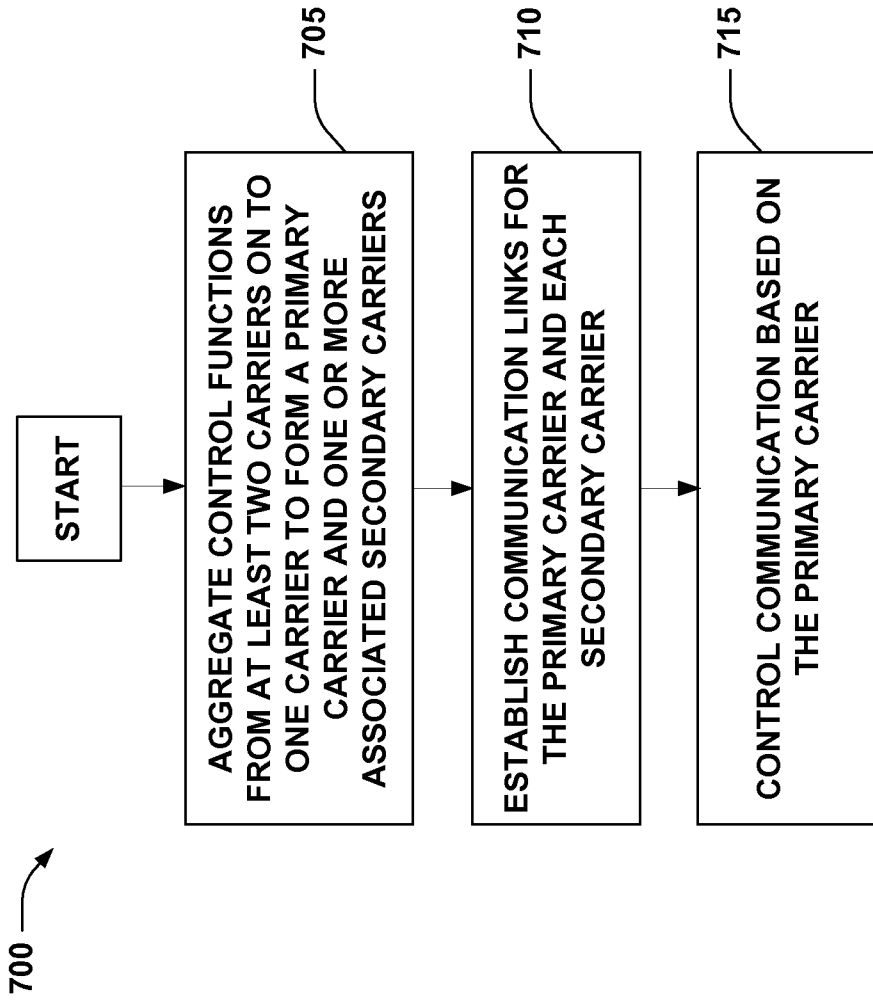 700
START
AGGREGATE CONTROL FUNCTIONS
FROM AT LEAST TWO CARRIERS ON TO
ONE CARRIER TO FORM A PRIMARY
CARRIER AND ONE OR MORE
ASSOCIATED SECONDARY CARRIERS
705
ESTABLISH COMMUNICATION LINKS FOR
THE PRIMARY CARRIER AND EACH
SECONDARY CARRIER
710
CONTROL COMMUNICATION BASED ON
THE PRIMARY CARRIER
715